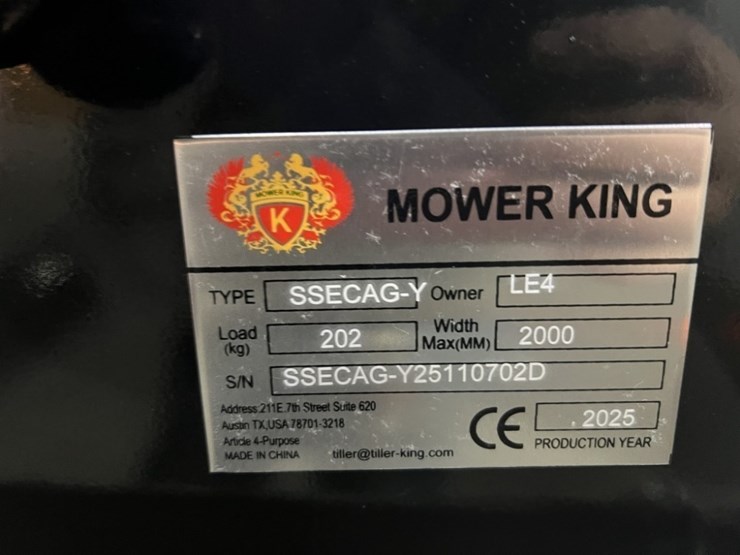 MOWER KING
K
MOWER KING
TYPE SSECAG-Y Owner LE4
Load (kg) 202 Width Max(MM) 2000
S/N SSECAG-Y25110702D
Address:211E.7th Street Suite 620
Austin TX,USA 78701-3218
Article 4-Purpose
MADE IN CHINA tiller@tiller-king.com
CE .2025
PRODUCTION YEAR